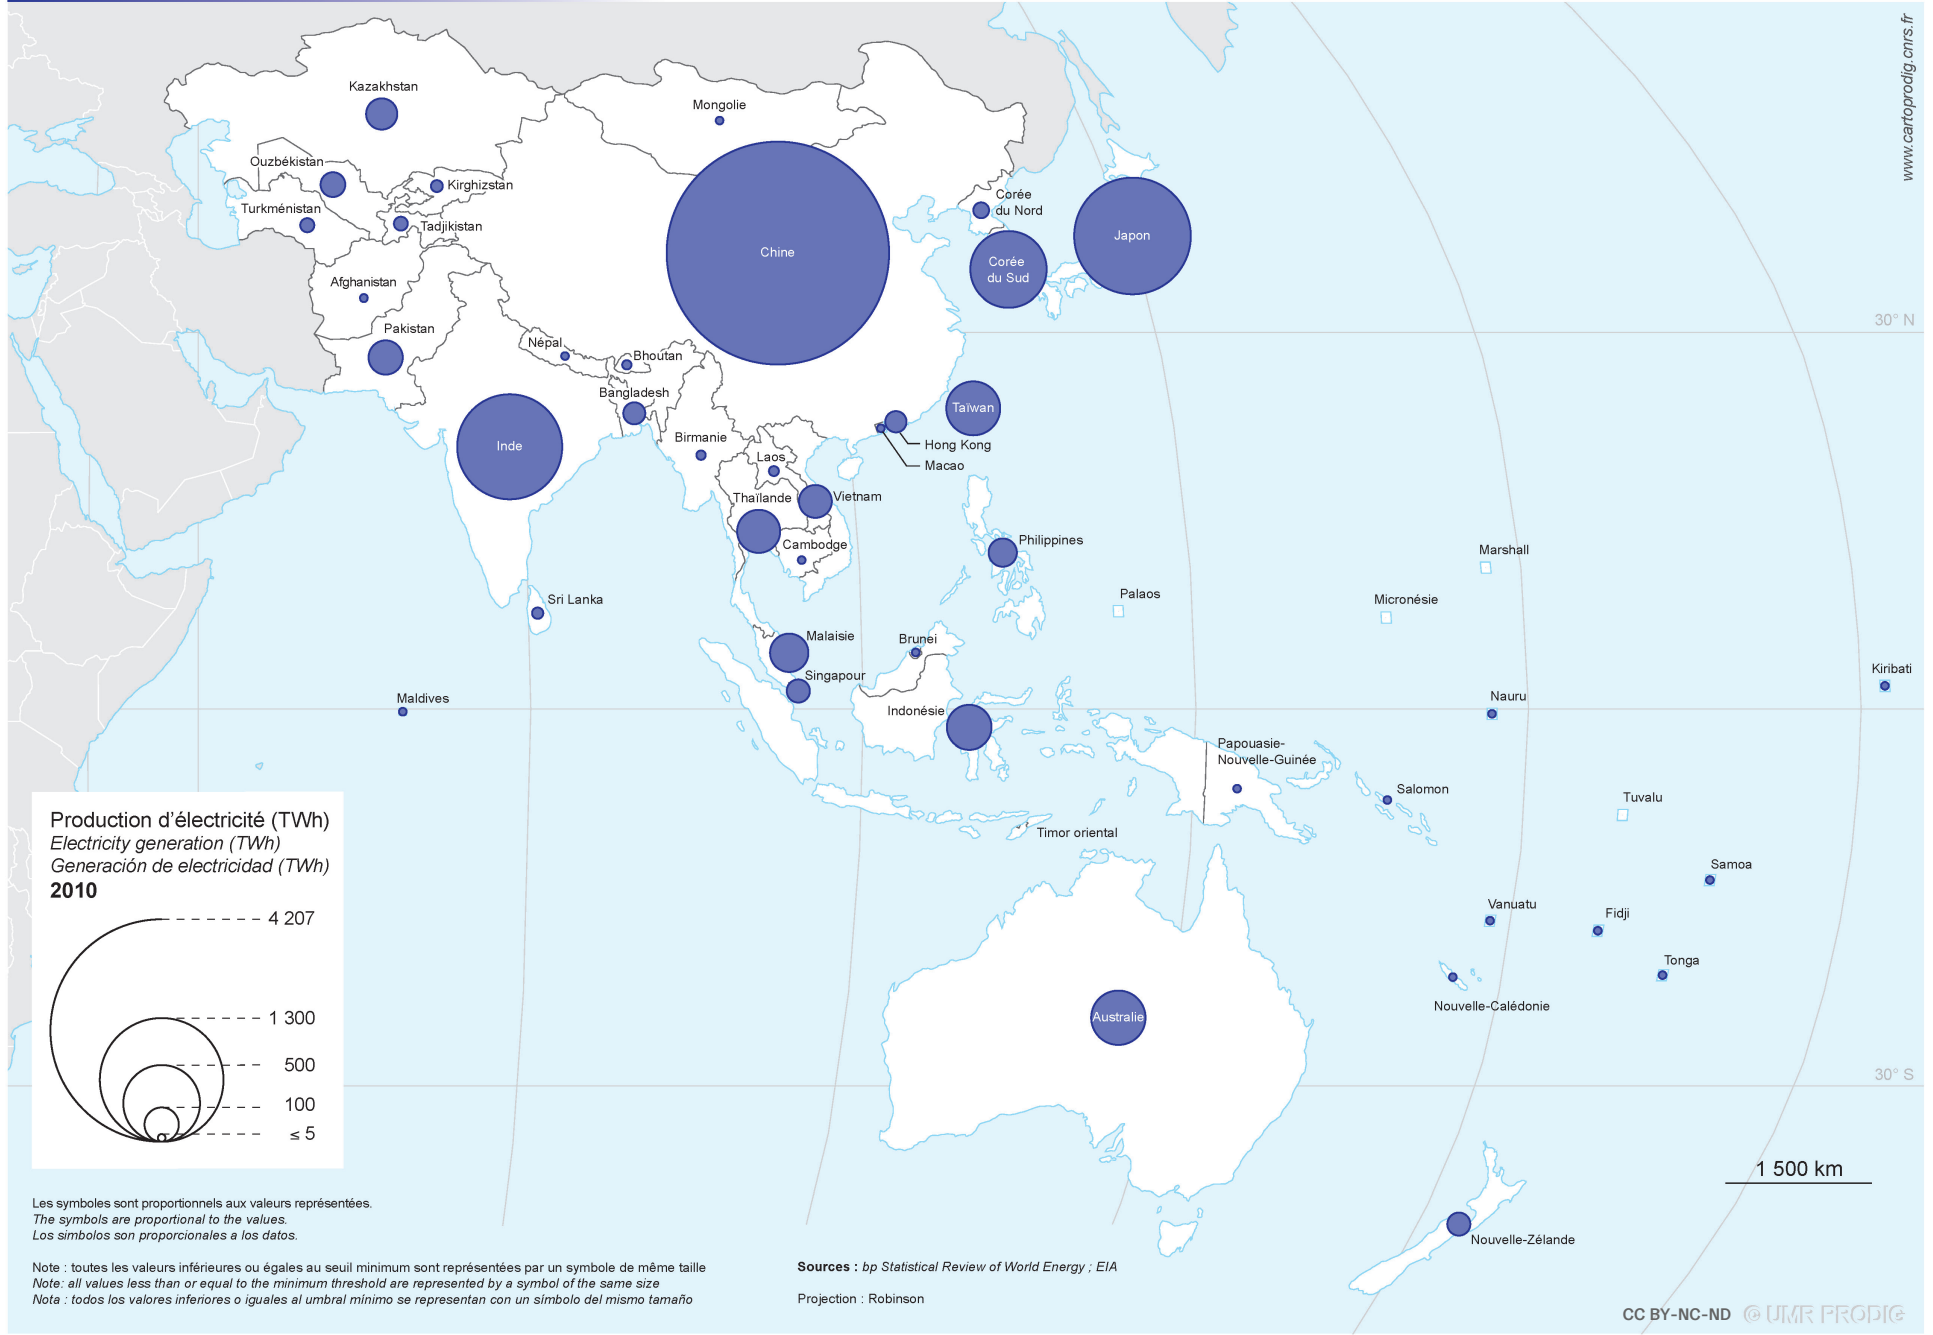 www.cartoprodig.cnrs.fr
Kazakhstan
Mongolie
Ouzbékistan
Kirghizstan
Turkménistan
Tadjikistan
Corée
du Nord
Japon
Chine
Corée
du Sud
Afghanistan
30° N
Pakistan
Népal
Bhoutan
Bangladesh
Taïwan
Inde
Birmanie
Hong Kong
Macao
Laos
Thaïlande
Vietnam
Cambodge
Philippines
Marshall
Palaos
Micronésie
Sri Lanka
Malaisie
Brunei
Singapour
Kiribati
Maldives
Nauru
Indonésie
Papouasie-
Nouvelle-Guinée
Salomon
Tuvalu
Timor oriental
Samoa
Vanuatu
Fidji
Tonga
Nouvelle-Calédonie
Australie
30° S
Nouvelle-Zélande
Production d'électricité (TWh)
Electricity generation (TWh)
Generación de electricidad (TWh)
2010
4 207
1 300
500
100
≤ 5
1 500 km
Les symboles sont proportionnels aux valeurs représentées.
The symbols are proportional to the values.
Los simbolos son proporcionales a los datos.
Note : toutes les valeurs inférieures ou égales au seuil minimum sont représentées par un symbole de même taille
Note: all values less than or equal to the minimum threshold are represented by a symbol of the same size
Nota : todos los valores inferiores o iguales al umbral mínimo se representan con un símbolo del mismo tamaño
Sources : bp Statistical Review of World Energy ; EIA
Projection : Robinson
CC BY-NC-ND © UMR PRODIG